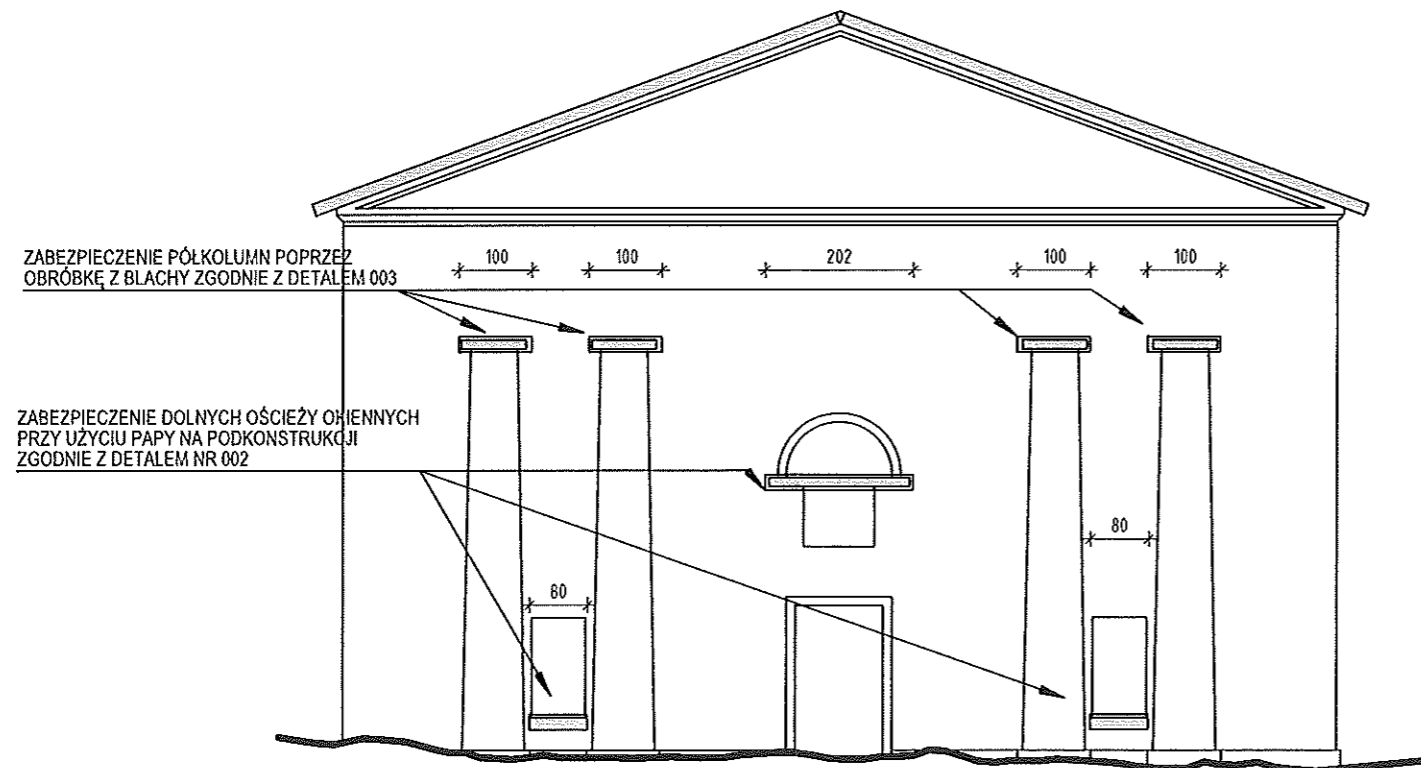 ZABEZPIECZENIE PÓŁKOLUMN POPRZEZ
OBRÓBKĘ Z BLACHY ZGODNIE Z DETALEM 003
100
100
202
100
100
ZABEZPIECZENIE DOLNYCH OŚCIEŻY OKIENNYCH
PRZY UŻYCIU PAPY NA PODKONSTRUKCJI
ZGODNIE Z DETALEM NR 002
80
80